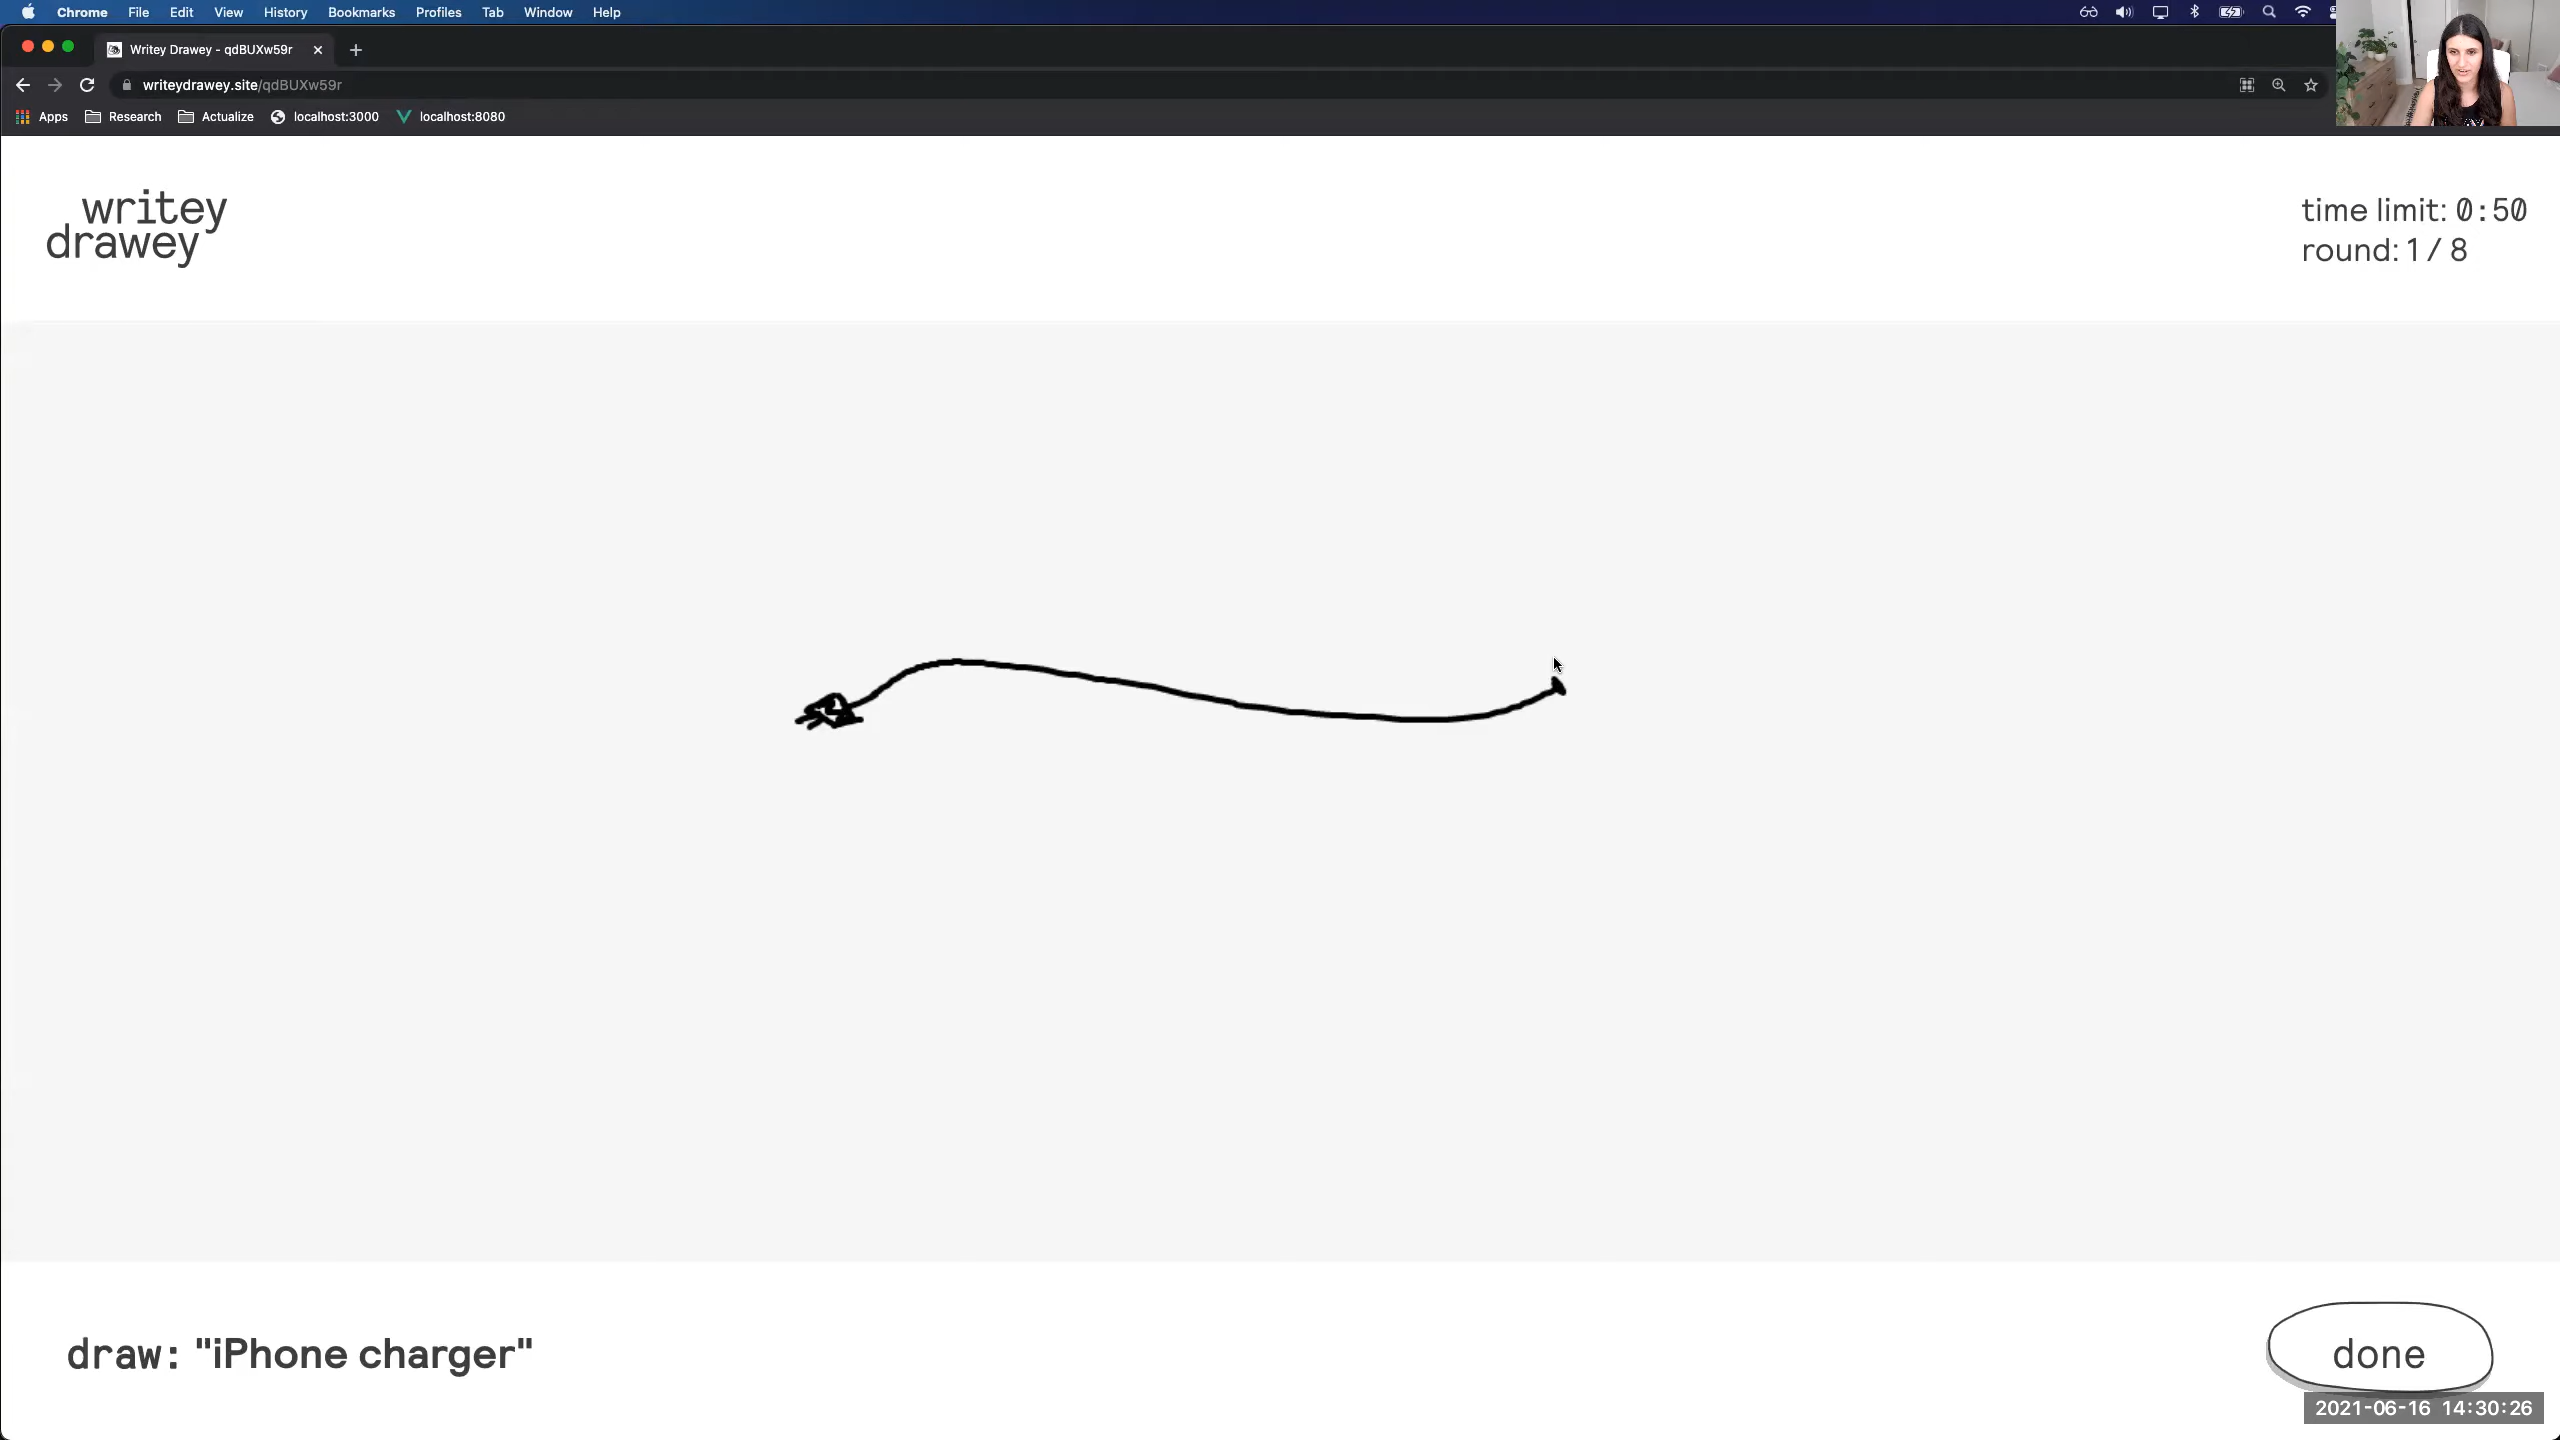 Chrome File Edit View History Bookmarks Profiles Tab Window Help
Writey Drawey - qdBUXw59r
writeydrawey.site/qdBUXw59r
Apps Research Actualize localhost:3000 localhost:8080
writey
drawey
time limit: 0:50
round: 1 / 8
draw: "iPhone charger"
done
2021-06-16 14:30:26